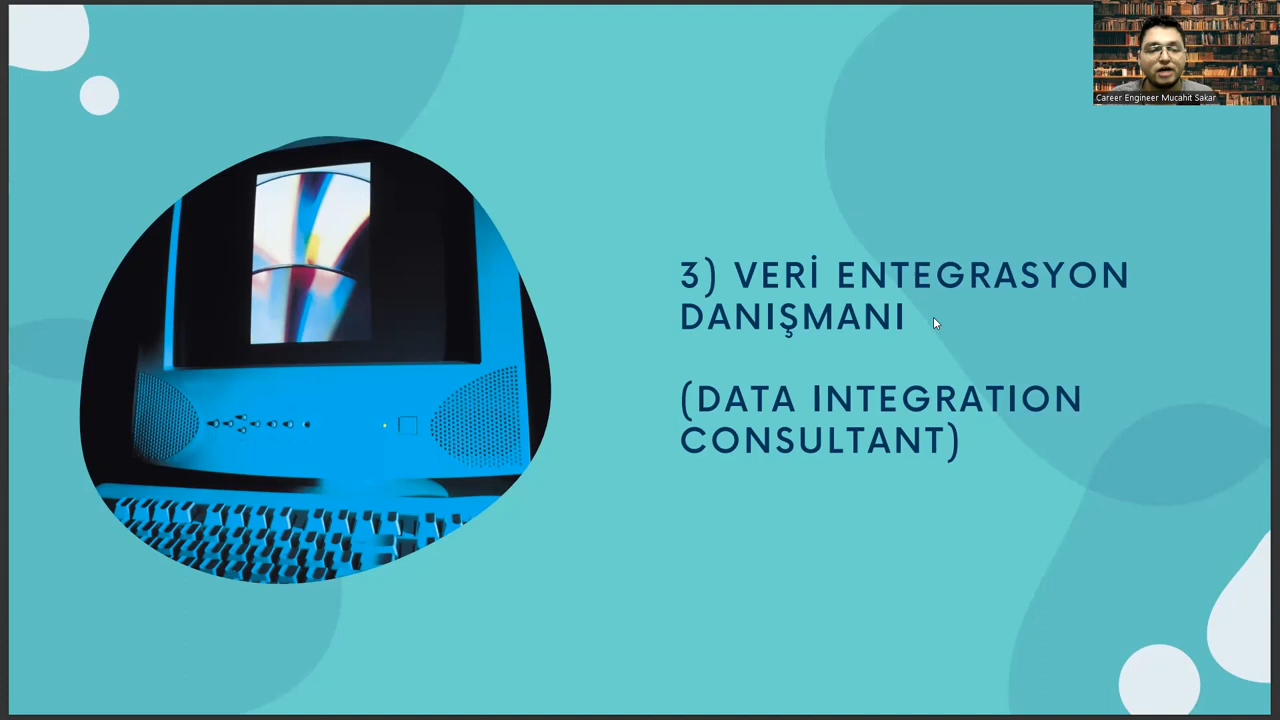 Career Engineer Mucahit Sakar
3) VERİ ENTEGRASYON
DANIŞMANI
(DATA INTEGRATION
CONSULTANT)